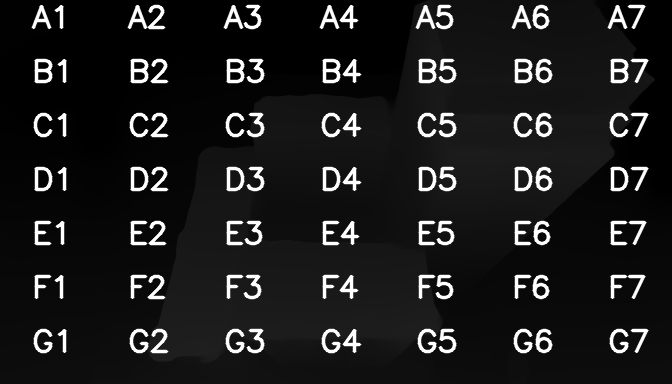 A1 A2 A3 A4 A5 A6 A7
B1 B2 B3 B4 B5 B6 B7
C1 C2 C3 C4 C5 C6 C7
D1 D2 D3 D4 D5 D6 D7
E1 E2 E3 E4 E5 E6 E7
F1 F2 F3 F4 F5 F6 F7
G1 G2 G3 G4 G5 G6 G7